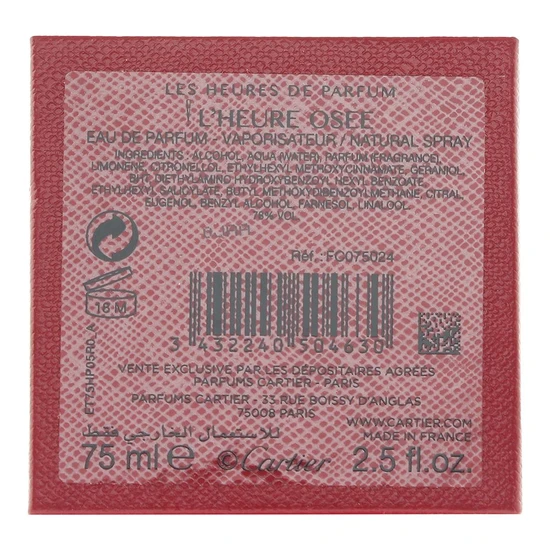 LES HEURES DE PARFUM
L'HEURE OSÉE
EAU DE PARFUM - VAPORISATEUR / NATURAL SPRAY
INGREDIENTS : ALCOHOL, AQUA (WATER), PARFUM (FRAGRANCE),
LIMONENE, CITRONELLOL, ETHYLHEXYL METHOXYCINNAMATE, GERANIOL,
BHT, DIETHYLAMINO HYDROXYBENZOYL HEXYL BENZOATE,
ETHYLHEXYL SALICYLATE, BUTYL METHOXYDIBENZOYLMETHANE, CITRAL,
EUGENOL, BENZYL ALCOHOL, FARNESOL, LINALOOL
78% VOL
Réf.: FC075024
18 M
ET75HP05R0_A
3 432240 504630
VENTE EXCLUSIVE PAR LES DÉPOSITAIRES AGRÉÉS
PARFUMS CARTIER - PARIS
PARFUMS CARTIER - 33 RUE BOISSY D'ANGLAS
75008 PARIS
WWW.CARTIER.COM
MADE IN FRANCE
للاستعمال الخارجي فقط
75 ml e ©Cartier 2.5 fl.oz.